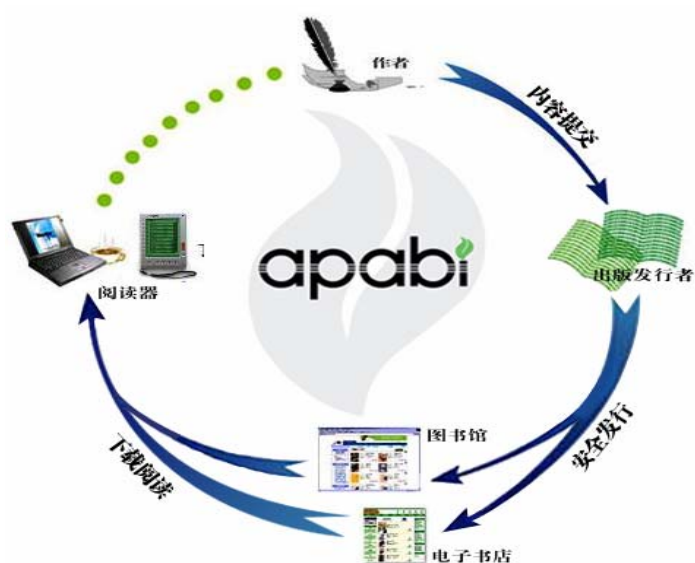 作者
内容提交
apabi
出版发行者
阅读器
图书馆
安全发行
下载阅读
电子书店